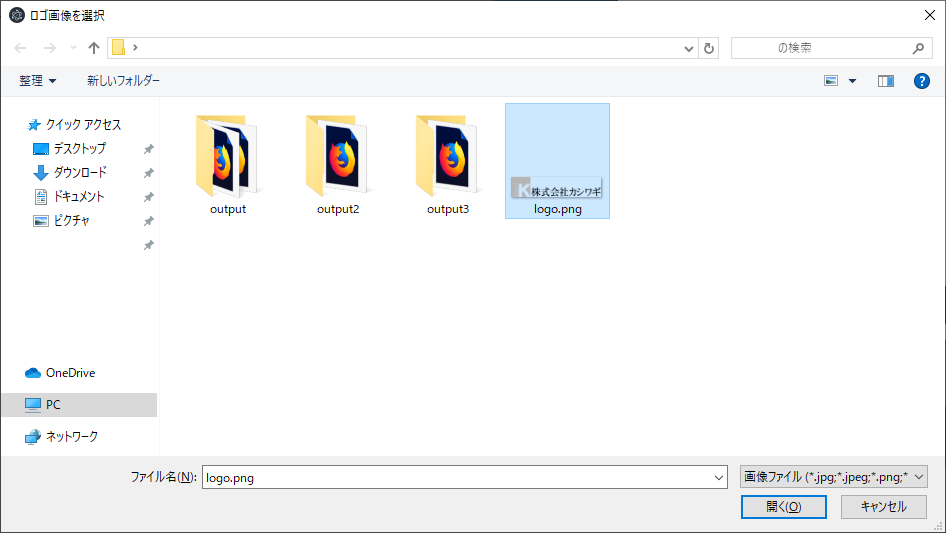 ロゴ画像を選択
の検索
整理
新しいフォルダー
クイック アクセス
デスクトップ
ダウンロード
ドキュメント
ピクチャ
OneDrive
PC
ネットワーク
output
output2
output3
K株式会社カシワギ
logo.png
ファイル名(N):
logo.png
画像ファイル (*.jpg;*.jpeg;*.png;*
開く(O)
キャンセル